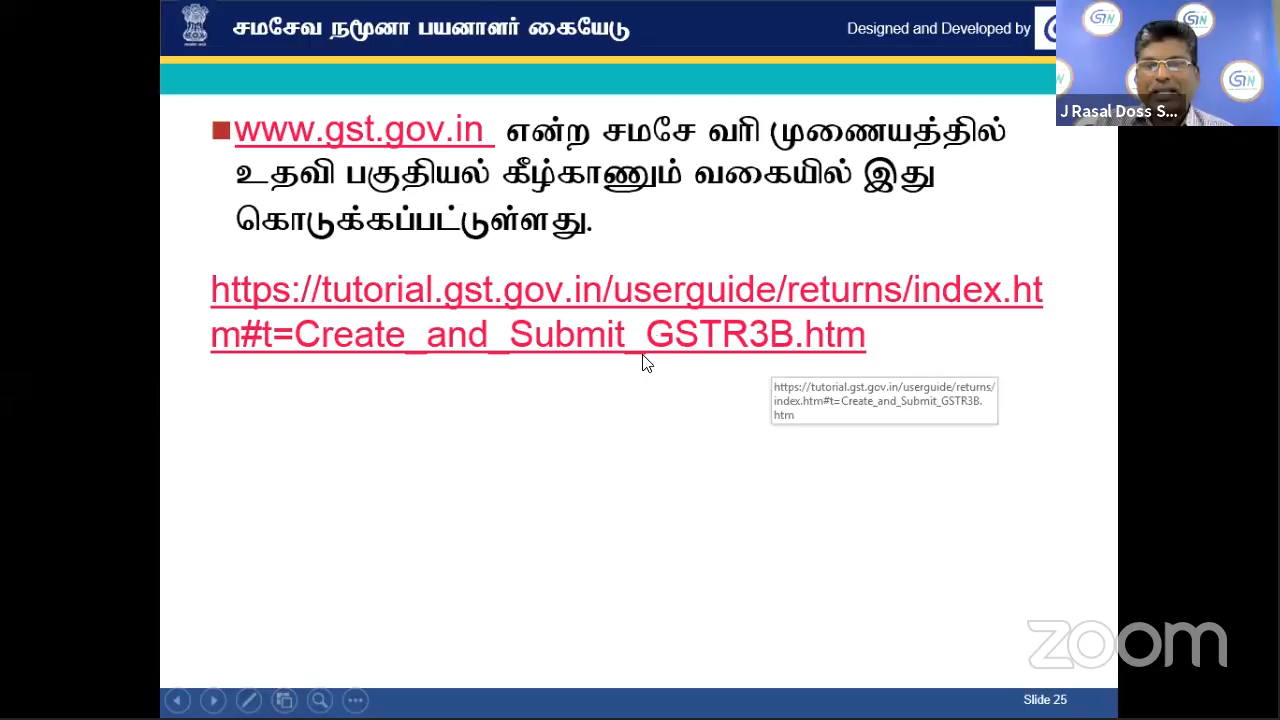 சமசேவ நமூனா பயனாளர் கையேடு
Designed and Developed by
J Rasal Doss S...
www.gst.gov.in என்ற சமசே வரி முணையத்தில்
உதவி பகுதியல் கீழ்காணும் வகையில் இது
கொடுக்கப்பட்டுள்ளது.
https://tutorial.gst.gov.in/userguide/returns/index.ht
m#t=Create_and_Submit_GSTR3B.htm
https://tutorial.gst.gov.in/userguide/returns/
index.htm#t=Create_and_Submit_GSTR3B.
htm
zoom
Slide 25